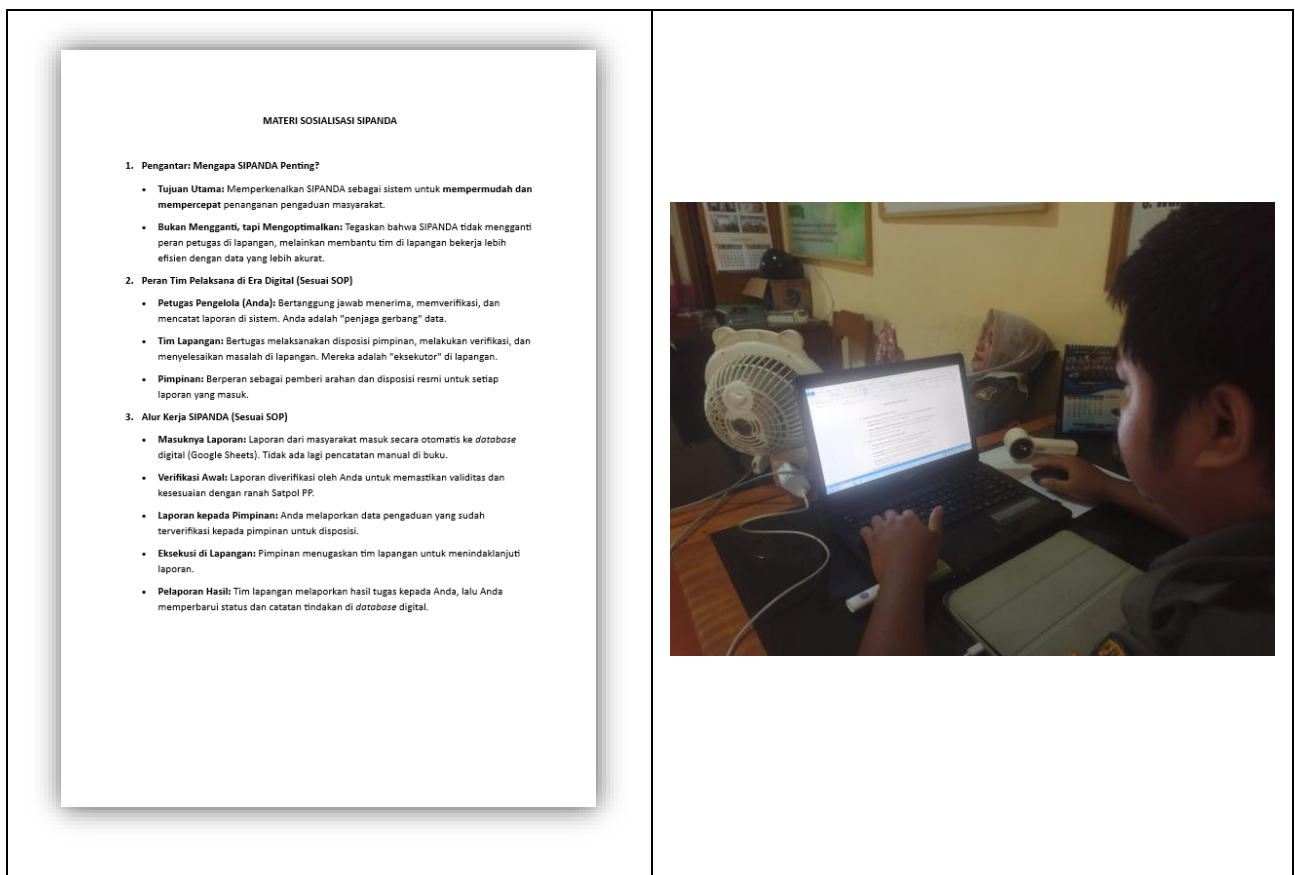 MATERI SOSIALISASI SIPANDA
1. Pengantar: Mengapa SIPANDA Penting?
• Tujuan Utama: Memperkenalkan SIPANDA sebagai sistem untuk mempermudah dan
mempercepat penanganan pengaduan masyarakat.
• Bukan Mengganti, tapi Mengoptimalkan: Tegaskan bahwa SIPANDA tidak mengganti
peran petugas di lapangan, melainkan membantu tim di lapangan bekerja lebih
efisien dengan data yang lebih akurat.
2. Peran Tim Pelaksana di Era Digital (Sesuai SOP)
• Petugas Pengelola (Anda): Bertanggung jawab menerima, memverifikasi, dan
mencatat laporan di sistem. Anda adalah "penjaga gerbang" data.
• Tim Lapangan: Bertugas melaksanakan disposisi pimpinan, melakukan verifikasi, dan
menyelesaikan masalah di lapangan. Mereka adalah "eksekutor" di lapangan.
• Pimpinan: Berperan sebagai pemberi arahan dan disposisi resmi untuk setiap
laporan yang masuk.
3. Alur Kerja SIPANDA (Sesuai SOP)
• Masuknya Laporan: Laporan dari masyarakat masuk secara otomatis ke database
digital (Google Sheets). Tidak ada lagi pencatatan manual di buku.
• Verifikasi Awal: Laporan diverifikasi oleh Anda untuk memastikan validitas dan
kesesuaian dengan ranah Satpol PP.
• Laporan kepada Pimpinan: Anda melaporkan data pengaduan yang sudah
terverifikasi kepada pimpinan untuk disposisi.
• Eksekusi di Lapangan: Pimpinan menugaskan tim lapangan untuk menindaklanjuti
laporan.
• Pelaporan Hasil: Tim lapangan melaporkan hasil tugas kepada Anda, lalu Anda
memperbarui status dan catatan tindakan di database digital.